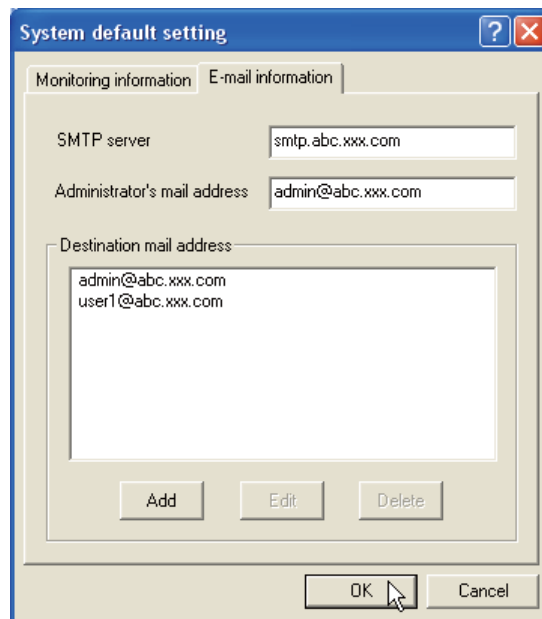 System default setting
Monitoring information E-mail information
SMTP server smtp.abc.xxx.com
Administrator's mail address admin@abc.xxx.com
Destination mail address
admin@abc.xxx.com
user1@abc.xxx.com
Add Edit Delete
OK Cancel